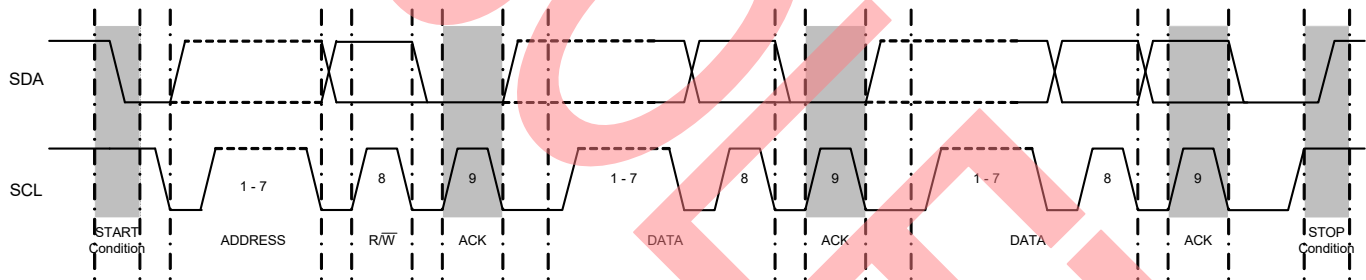 SDA
SCL
1 - 7
8
9
1 - 7
8
9
1 - 7
8
9
START
Condition
ADDRESS
R/W̅
ACK
DATA
ACK
DATA
ACK
STOP
Condition